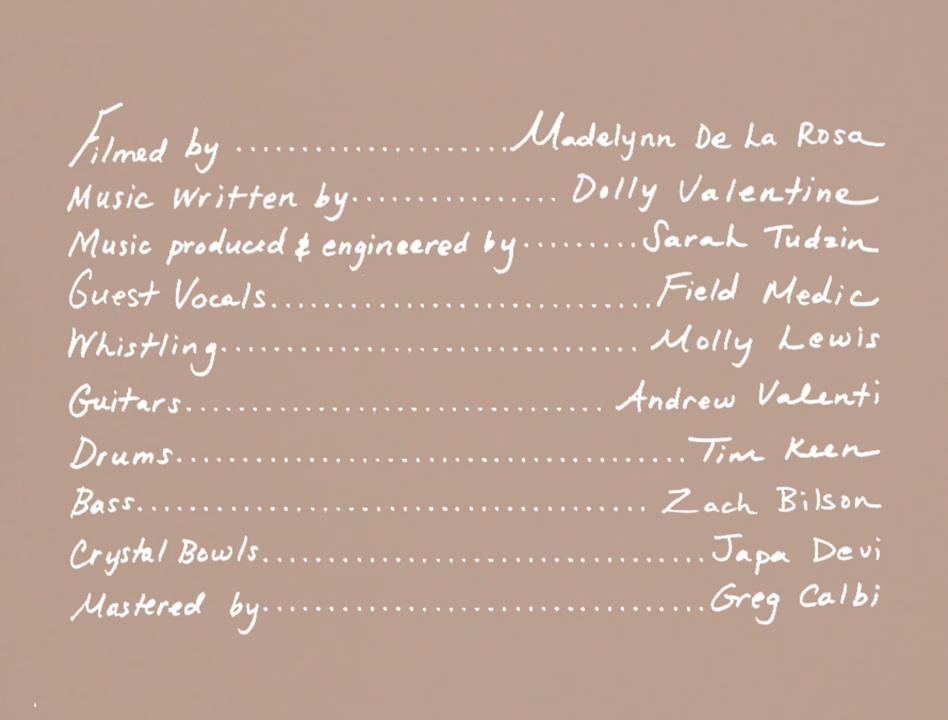 Filmed by ..................... Madelynn De La Rosa
Music written by................ Dolly Valentine
Music produced & engineered by......... Sarah Tudzin
Guest Vocals............................. Field Medic
Whistling................................ Molly Lewis
Guitars................................ Andrew Valenti
Drums...................................... Tim Keen
Bass....................................... Zach Bilson
Crystal Bowls................................... Japa Devi
Mastered by.................................. Greg Calbi